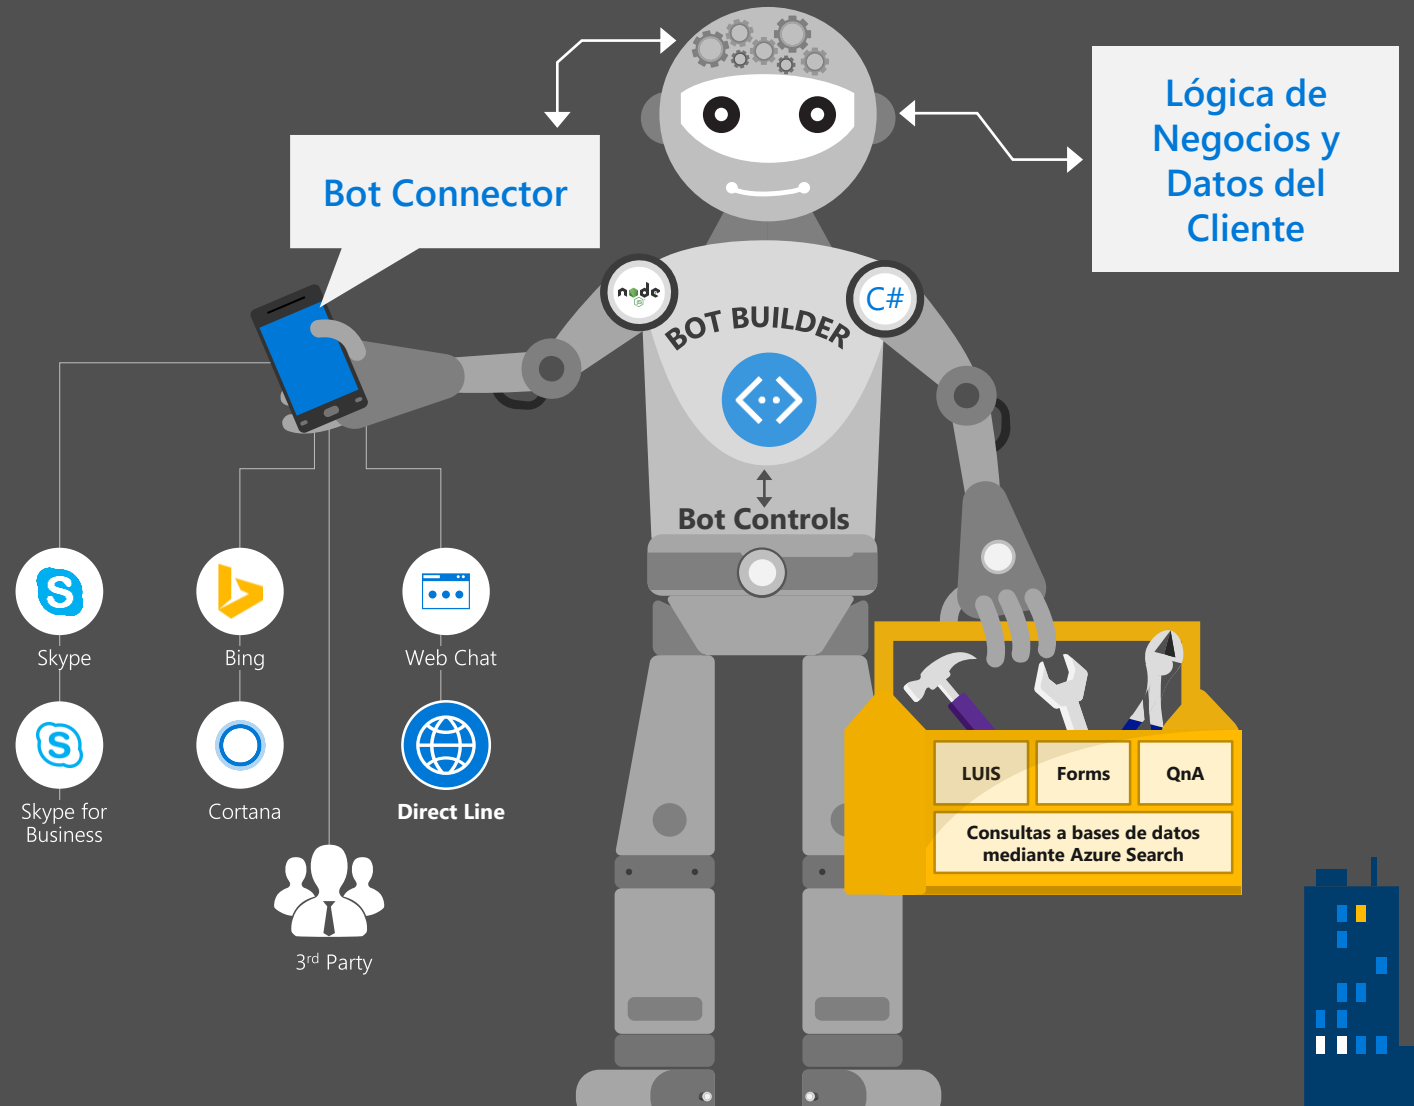 Lógica de
Negocios y
Datos del
Cliente
Bot Connector
node
JS
C#
BOT BUILDER
Bot Controls
Skype
Bing
Web Chat
Skype for
Business
Cortana
Direct Line
3rd Party
LUIS
Forms
QnA
Consultas a bases de datos
mediante Azure Search